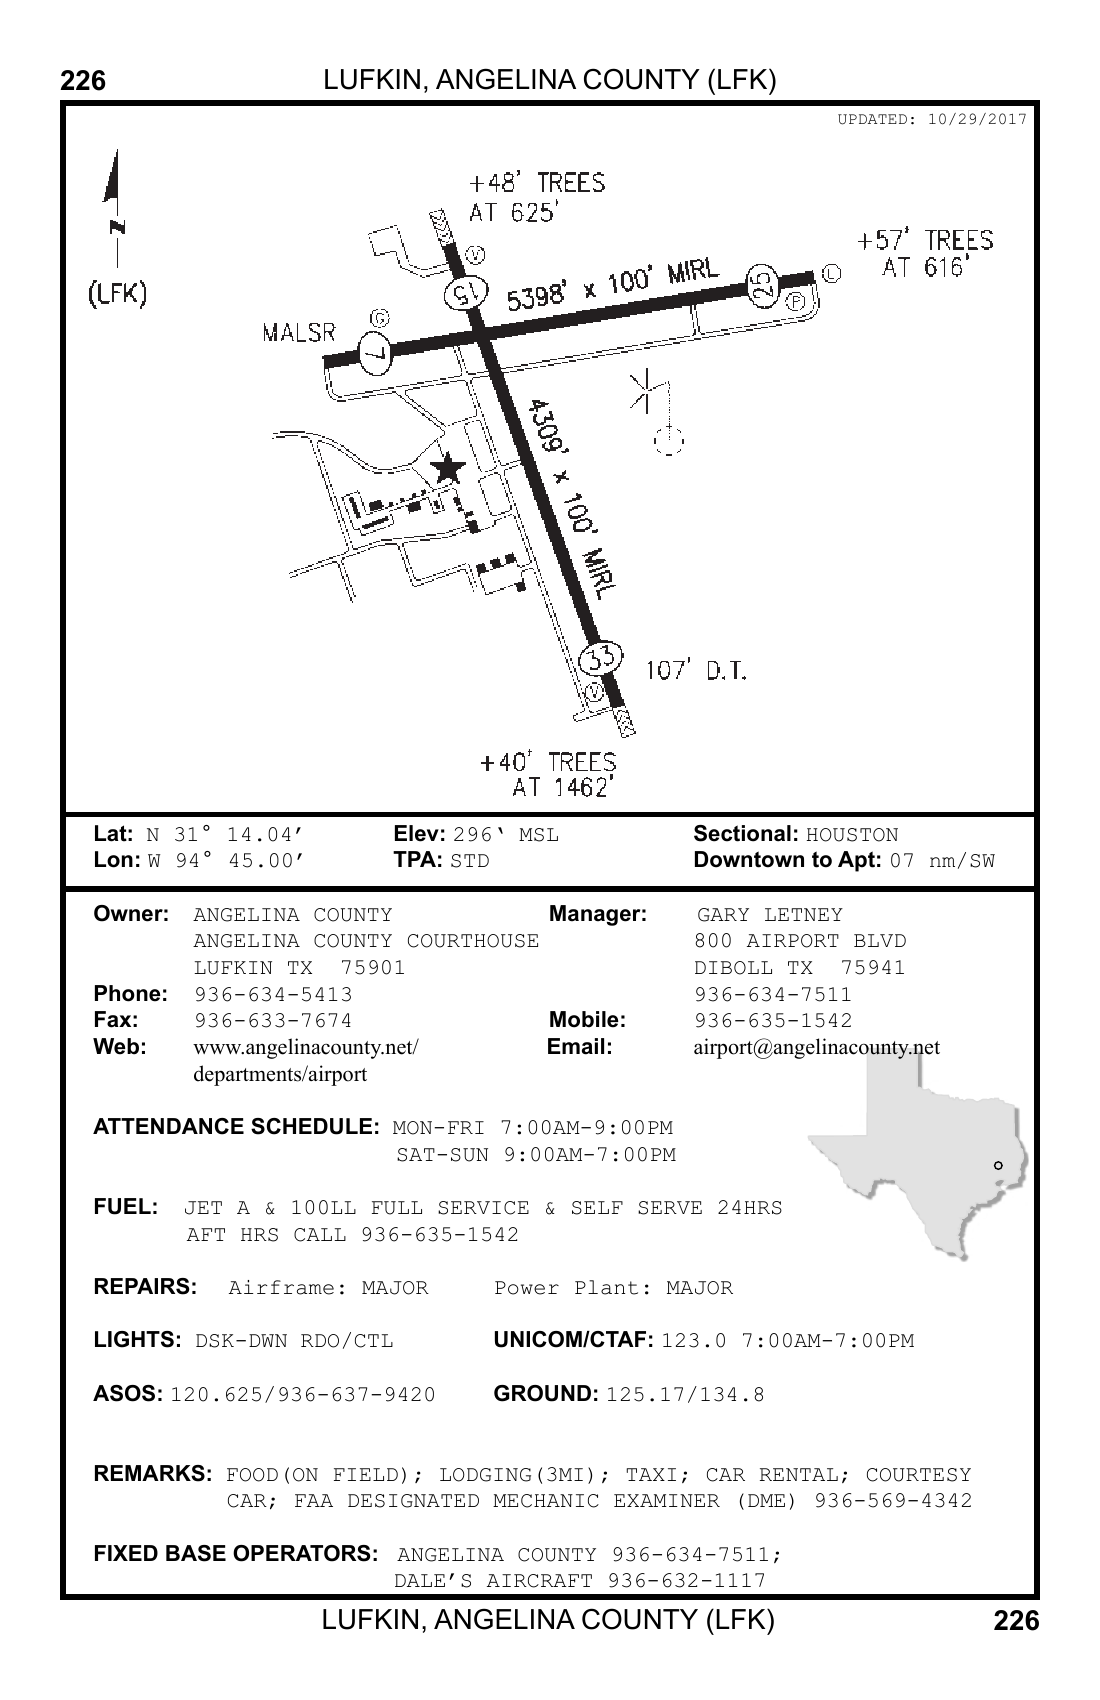 226 LUFKIN, ANGELINA COUNTY (LFK)
UPDATED: 10/29/2017
N
(LFK)
+48' TREES
AT 625'
+57' TREES
AT 616'
V
L
15
5398' x 100' MIRL
25
P
G
MALSR
7
4309' x 100' MIRL
33
107' D.T.
V
+40' TREES
AT 1462'
Lat: N 31° 14.04’ Elev: 296‘ MSL Sectional: HOUSTON
Lon: W 94° 45.00’ TPA: STD Downtown to Apt: 07 nm/SW
Owner: ANGELINA COUNTY Manager: GARY LETNEY
ANGELINA COUNTY COURTHOUSE 800 AIRPORT BLVD
LUFKIN TX 75901 DIBOLL TX 75941
Phone: 936-634-5413 936-634-7511
Fax: 936-633-7674 Mobile: 936-635-1542
Web: www.angelinacounty.net/ Email: airport@angelinacounty.net
departments/airport
ATTENDANCE SCHEDULE: MON-FRI 7:00AM-9:00PM
SAT-SUN 9:00AM-7:00PM
FUEL: JET A & 100LL FULL SERVICE & SELF SERVE 24HRS
AFT HRS CALL 936-635-1542
REPAIRS: Airframe: MAJOR Power Plant: MAJOR
LIGHTS: DSK-DWN RDO/CTL UNICOM/CTAF: 123.0 7:00AM-7:00PM
ASOS: 120.625/936-637-9420 GROUND: 125.17/134.8
REMARKS: FOOD(ON FIELD); LODGING(3MI); TAXI; CAR RENTAL; COURTESY
CAR; FAA DESIGNATED MECHANIC EXAMINER (DME) 936-569-4342
FIXED BASE OPERATORS: ANGELINA COUNTY 936-634-7511;
DALE’S AIRCRAFT 936-632-1117
LUFKIN, ANGELINA COUNTY (LFK) 226